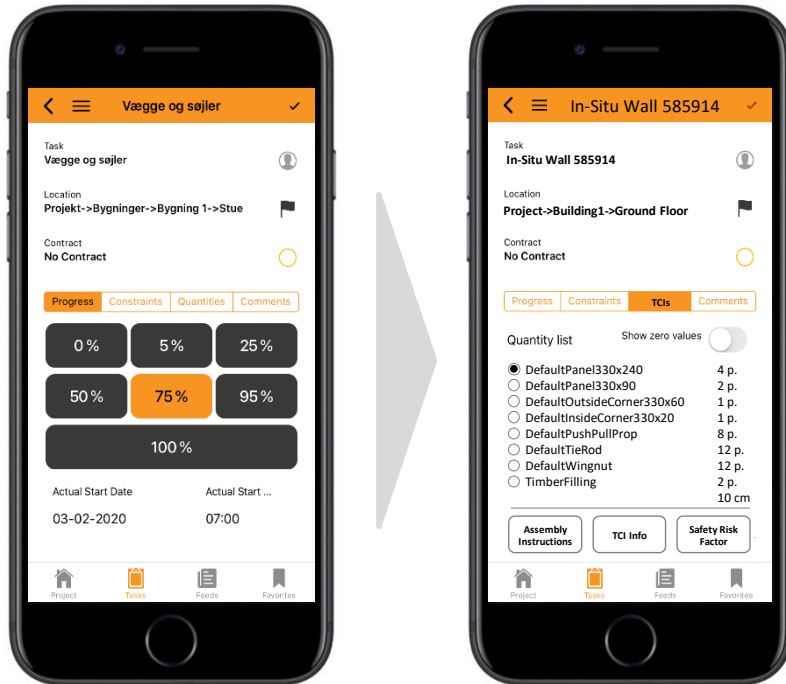 Vægge og søjler
Task
Vægge og søjler
Location
Projekt->Bygninger->Bygning 1->Stue
Contract
No Contract
Progress Constraints Quantities Comments
0 % 5 % 25 %
50 % 75 % 95 %
100 %
Actual Start Date Actual Start ...
03-02-2020 07:00
Project Tasks Feeds Favorites
In-Situ Wall 585914
Task
In-Situ Wall 585914
Location
Project->Building1->Ground Floor
Contract
No Contract
Progress Constraints TCIs Comments
Quantity list Show zero values
DefaultPanel330x240 4 p.
DefaultPanel330x90 2 p.
DefaultOutsideCorner330x60 1 p.
DefaultInsideCorner330x20 1 p.
DefaultPushPullProp 8 p.
DefaultTieRod 12 p.
DefaultWingnut 12 p.
TimberFilling 2 p.
10 cm
Assembly Instructions TCI Info Safety Risk Factor
Project Tasks Feeds Favorites